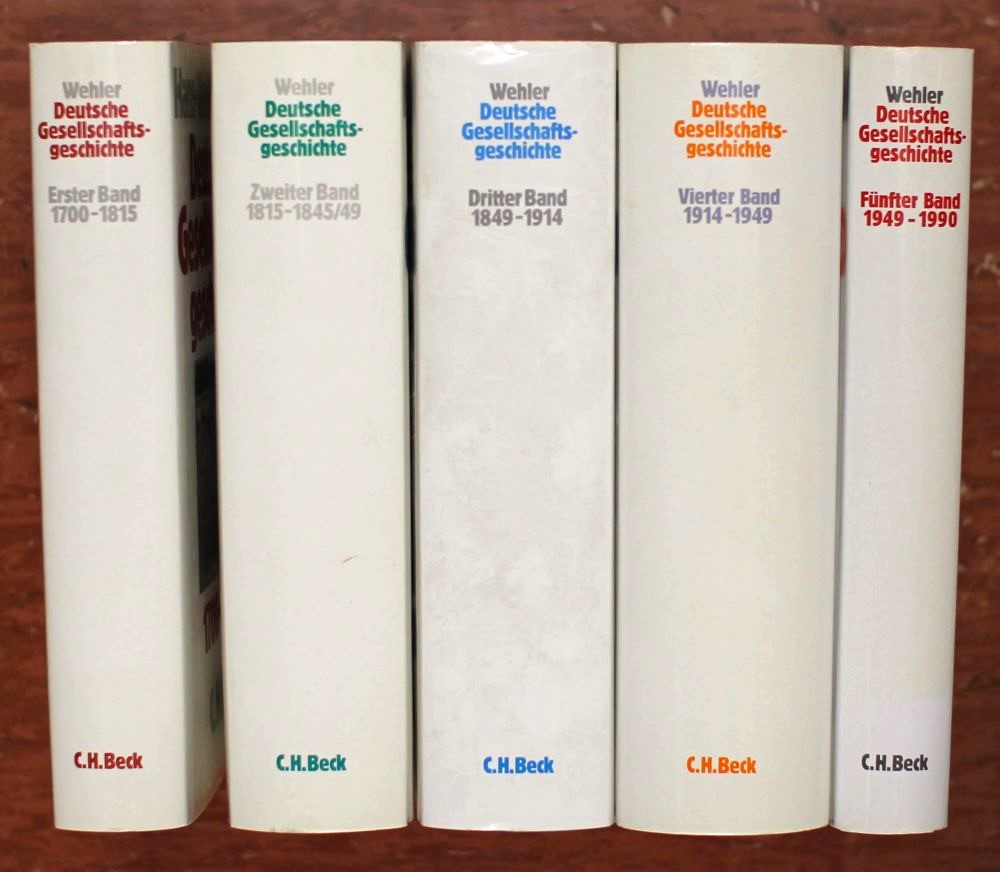 Wehler
Deutsche
Gesellschafts-
geschichte
Erster Band
1700-1815
C.H.Beck
Wehler
Deutsche
Gesellschafts-
geschichte
Zweiter Band
1815-1845/49
C.H.Beck
Wehler
Deutsche
Gesellschafts-
geschichte
Dritter Band
1849-1914
C.H.Beck
Wehler
Deutsche
Gesellschafts-
geschichte
Vierter Band
1914-1949
C.H.Beck
Wehler
Deutsche
Gesellschafts-
geschichte
Fünfter Band
1949-1990
C.H.Beck